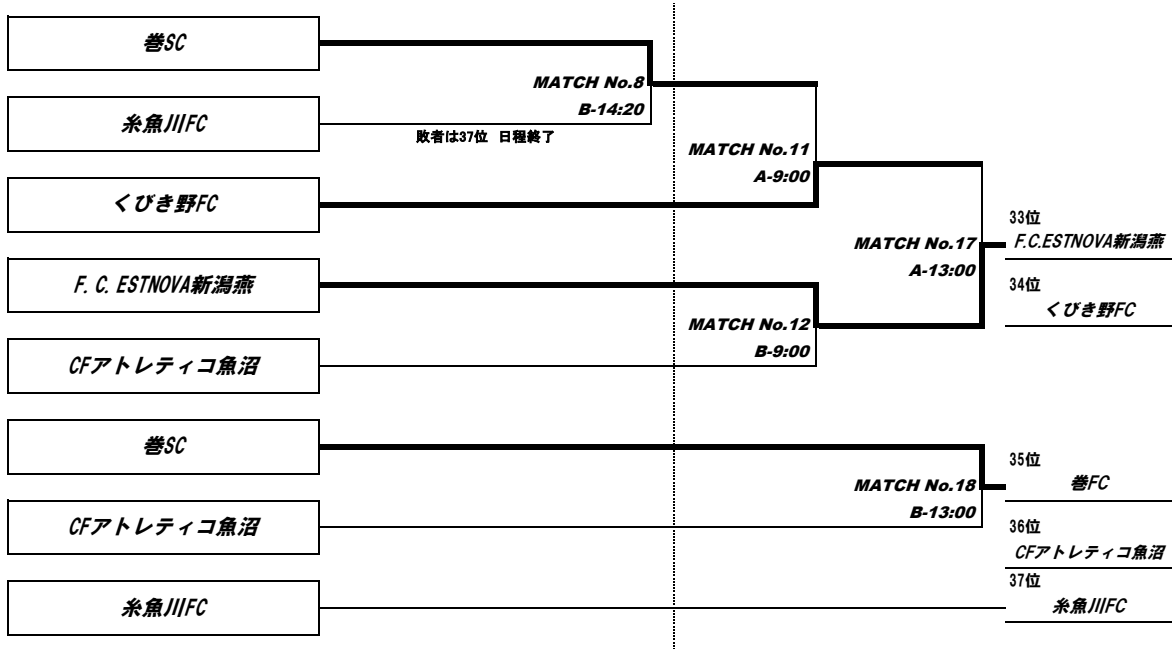 巻SC
MATCH No.8
B-14:20
糸魚川FC
敗者は37位 日程終了
MATCH No.11
A-9:00
くびき野FC
33位
F.C.ESTNOVA新潟燕
MATCH No.17
A-13:00
F.C.ESTNOVA新潟燕
34位
くびき野FC
MATCH No.12
B-9:00
CFアトレティコ魚沼
巻SC
35位
巻FC
MATCH No.18
B-13:00
CFアトレティコ魚沼
36位
CFアトレティコ魚沼
37位
糸魚川FC
糸魚川FC